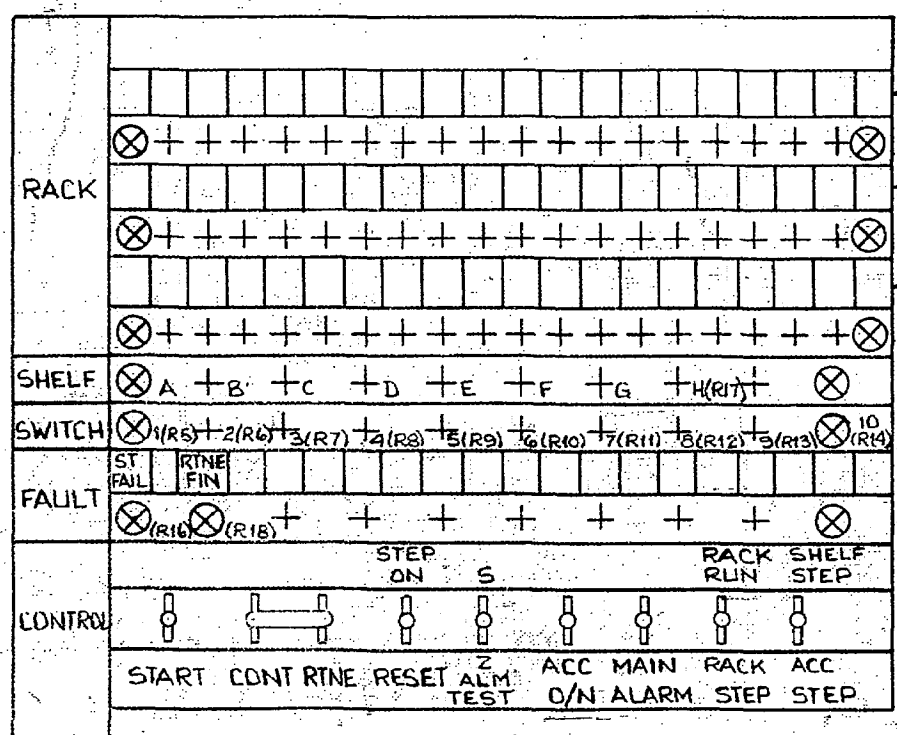 RACK
SHELF A B C D E F G H(R17)
SWITCH 1(R5) 2(R6) 3(R7) 4(R8) 5(R9) 6(R10) 7(R11) 8(R12) 9(R13) 10 (R14)
ST FAIL RTNE FIN
FAULT
(R16) (R18)
STEP ON S RACK RUN SHELF STEP
CONTROL
START CONT RTNE RESET Z ALM TEST ACC O/N MAIN ALARM RACK STEP ACC STEP